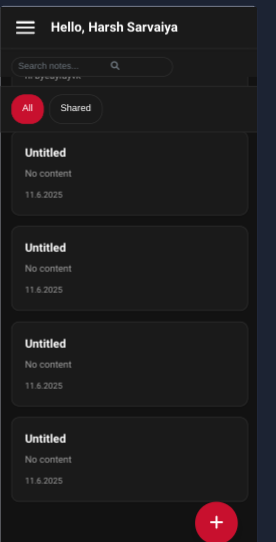 Hello, Harsh Sarvaiya
Search notes...
All
Shared
Untitled
No content
11.6.2025
Untitled
No content
11.6.2025
Untitled
No content
11.6.2025
Untitled
No content
11.6.2025
+